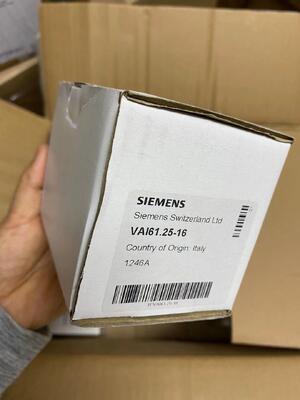 SIEMENS
Siemens Switzerland Ltd
VAI61.25-16
Country of Origin: Italy
1246A